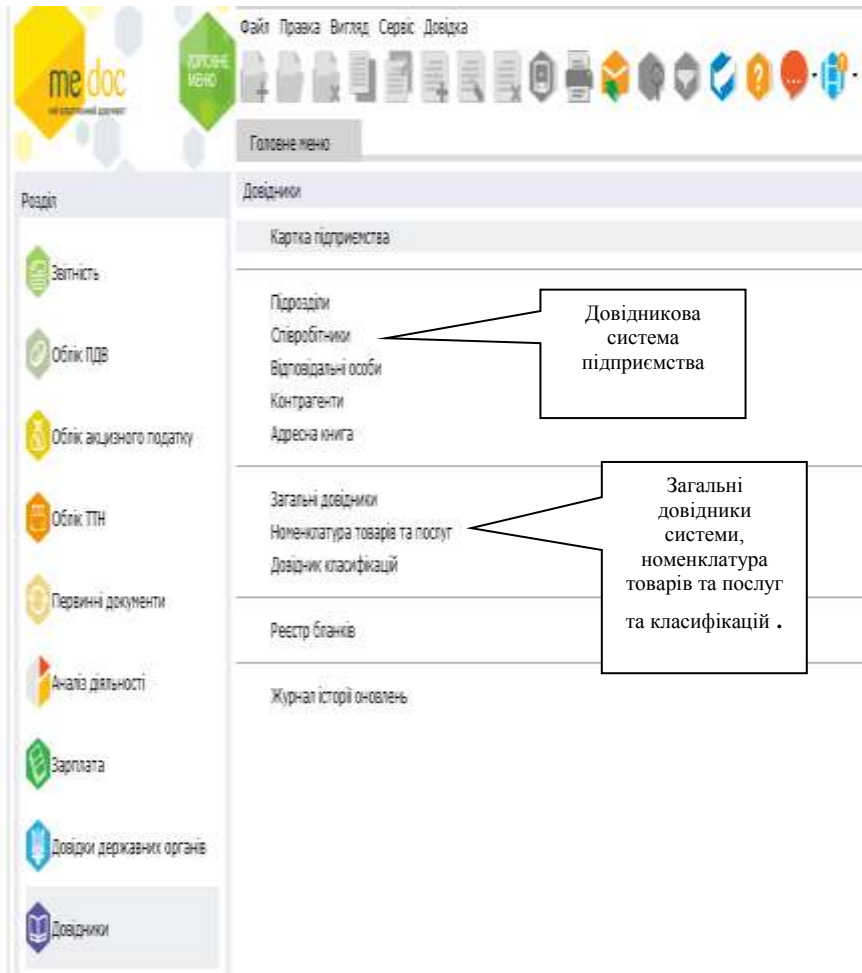 Файл Правка Вигляд Сервіс Довідка
me doc
ГОЛОВНЕ
МЕНЮ
Головне меню
Розділ
Звітність
Облік ПДВ
Облік акцизного податку
Облік ТТН
Первинні документи
Аналіз діяльності
Зарплата
Довідки державних органів
Довідники
Довідники
Картка підприємства
Підрозділи
Співробітники
Відповідальні особи
Контрагенти
Адресна книга
Загальні довідники
Номенклатура товарів та послуг
Довідник класифікацій
Реєстр бланків
Журнал історії оновлень
Довідникова
система
підприємства
Загальні
довідники
системи,
номенклатура
товарів та послуг
та класифікацій .